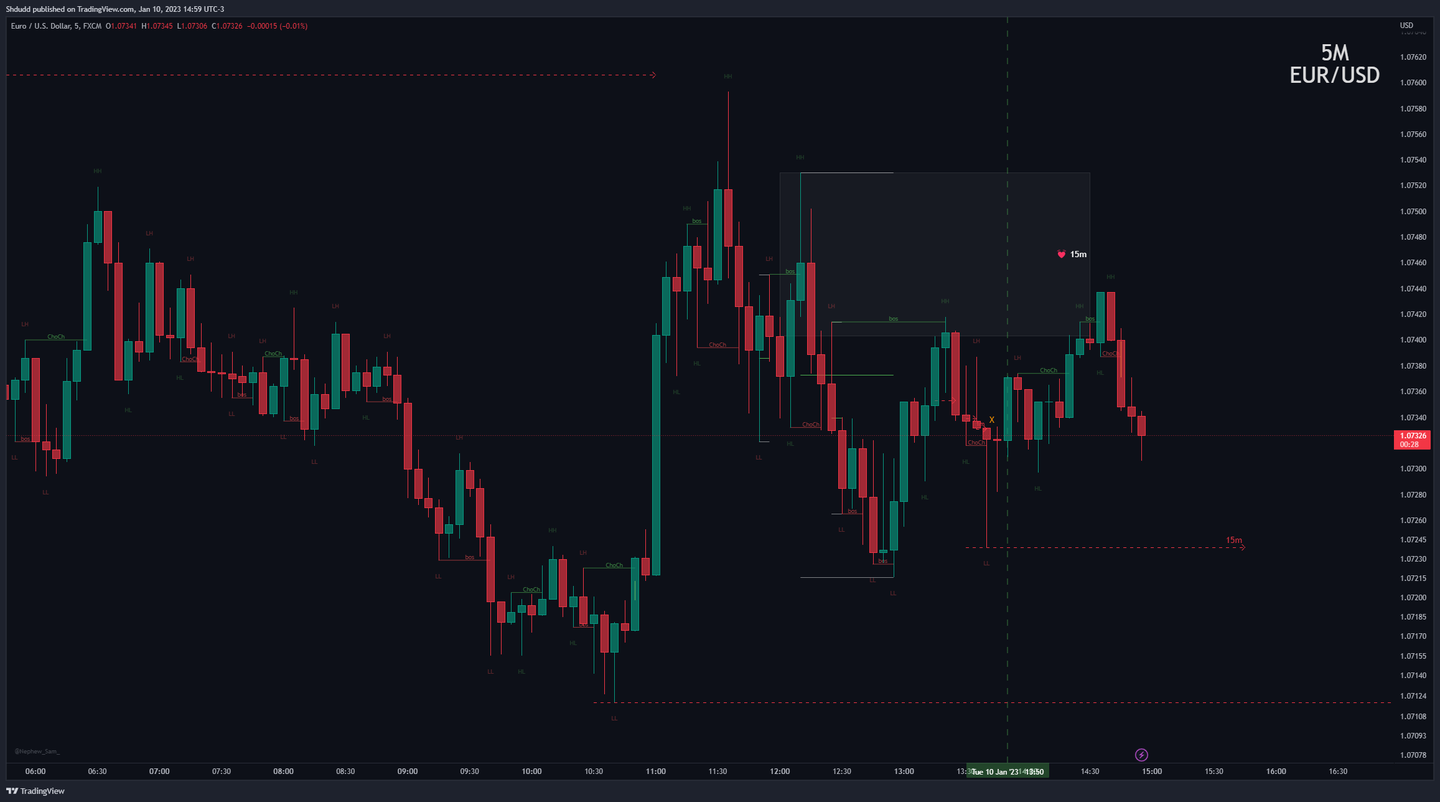 Shdudd published on TradingView.com, Jan 10, 2023 14:59 UTC-3
Euro / U.S. Dollar, 5, FXCM O1.07341 H1.07345 L1.07306 C1.07326 −0.00015 (−0.01%)
USD
5M
EUR/USD
1.07620
1.07600
1.07580
1.07560
1.07540
1.07520
1.07500
1.07480
1.07460
1.07440
1.07420
1.07400
1.07380
1.07360
1.07340
1.07326
00:28
1.07300
1.07280
1.07260
1.07245
1.07230
1.07215
1.07200
1.07185
1.07170
1.07155
1.07140
1.07124
1.07108
1.07093
1.07078
HH
HH
HH
LH
HH
bos
LH
LH
bos
15m
HH
HH
LH
LH
LH
HH
bos
HH
bos
LH
ChoCh
LH
LH
ChoCh
LH
LH
ChoCh
ChoCh
LH
ChoCh
ChoCh
HL
HL
HL
ChoCh
bos
bos
HL
LL
HL
bos
LL
ChoCh
X
bos
LL
LH
ChoCh
LL
LL
HL
LL
HL
HL
LL
bos
LL
HH
15m
LH
bos
ChoCh
bos
LL
LL
LH
ChoCh
LL
LL
HL
HL
LL
@Nephew_Sam_
06:00 06:30 07:00 07:30 08:00 08:30 09:00 09:30 10:00 10:30 11:00 11:30 12:00 12:30 13:00 Tue 10 Jan '23 13:50 14:30 15:00 15:30 16:00 16:30
TradingView